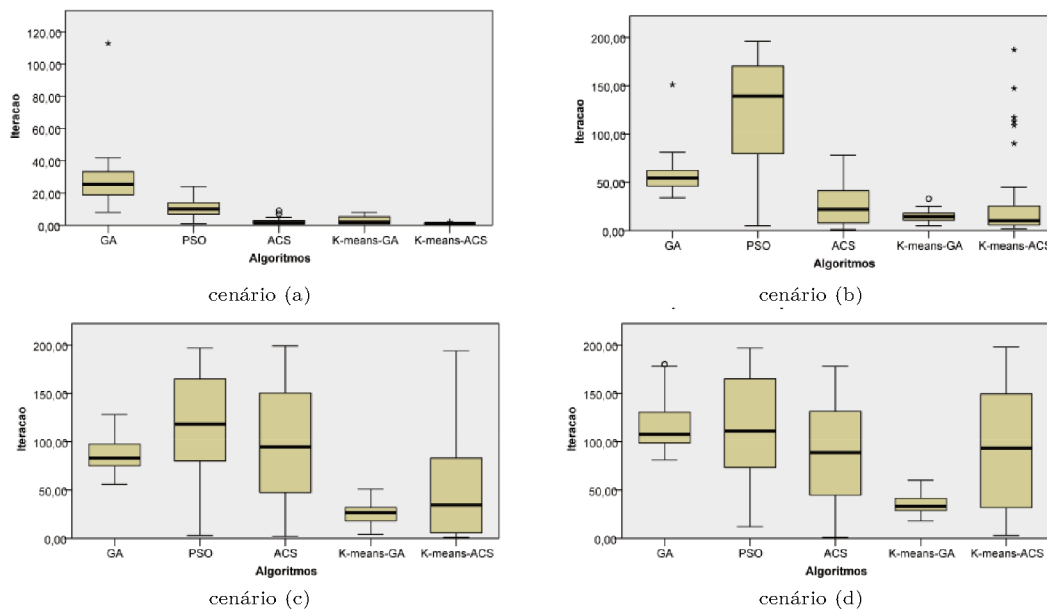 120,00
100,00
80,00
60,00
40,00
20,00
0,00
Iteracao
GA
PSO
ACS
K-means-GA
K-means-ACS
Algoritmos
cenário (a)
200,00
150,00
100,00
50,00
0,00
Iteracao
GA
PSO
ACS
K-means-GA
K-means-ACS
Algoritmos
cenário (b)
200,00
150,00
100,00
50,00
0,00
Iteracao
GA
PSO
ACS
K-means-GA
K-means-ACS
Algoritmos
cenário (c)
200,00
150,00
100,00
50,00
0,00
Iteracao
GA
PSO
ACS
K-means-GA
K-means-ACS
Algoritmos
cenário (d)